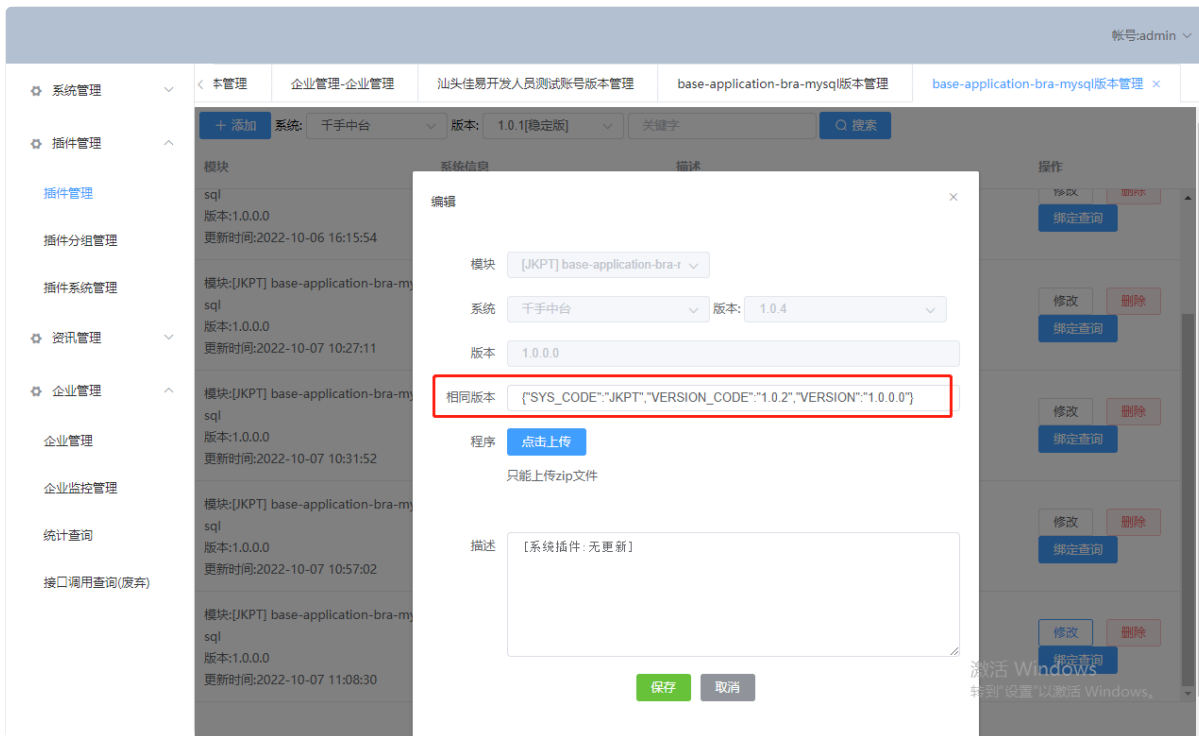 帐号:admin
系统管理
插件管理
插件管理
插件分组管理
插件系统管理
资讯管理
企业管理
企业管理
企业监控管理
统计查询
接口调用查询(废弃)
本管理
企业管理-企业管理
汕头佳易开发人员测试账号版本管理
base-application-bra-mysql版本管理
base-application-bra-mysql版本管理 ×
+ 添加 系统: 千手中台 版本: 1.0.1[稳定版] 关键字 搜索
模块 系统信息 描述 操作
sql
版本:1.0.0.0
更新时间:2022-10-06 16:15:54
修改 删除
绑定查询
模块:[JKPT] base-application-bra-my
sql
版本:1.0.0.0
更新时间:2022-10-07 10:27:11
修改 删除
绑定查询
模块:[JKPT] base-application-bra-my
sql
版本:1.0.0.0
更新时间:2022-10-07 10:31:52
修改 删除
绑定查询
模块:[JKPT] base-application-bra-my
sql
版本:1.0.0.0
更新时间:2022-10-07 10:57:02
修改 删除
绑定查询
模块:[JKPT] base-application-bra-my
sql
版本:1.0.0.0
更新时间:2022-10-07 11:08:30
修改 删除
绑定查询
编辑 ×
模块 [JKPT] base-application-bra-r
系统 千手中台 版本: 1.0.4
版本 1.0.0.0
相同版本 {"SYS_CODE":"JKPT","VERSION_CODE":"1.0.2","VERSION":"1.0.0.0"}
程序 点击上传
只能上传zip文件
描述 [系统插件:无更新]
保存 取消
激活 Windows
转到"设置"以激活 Windows。